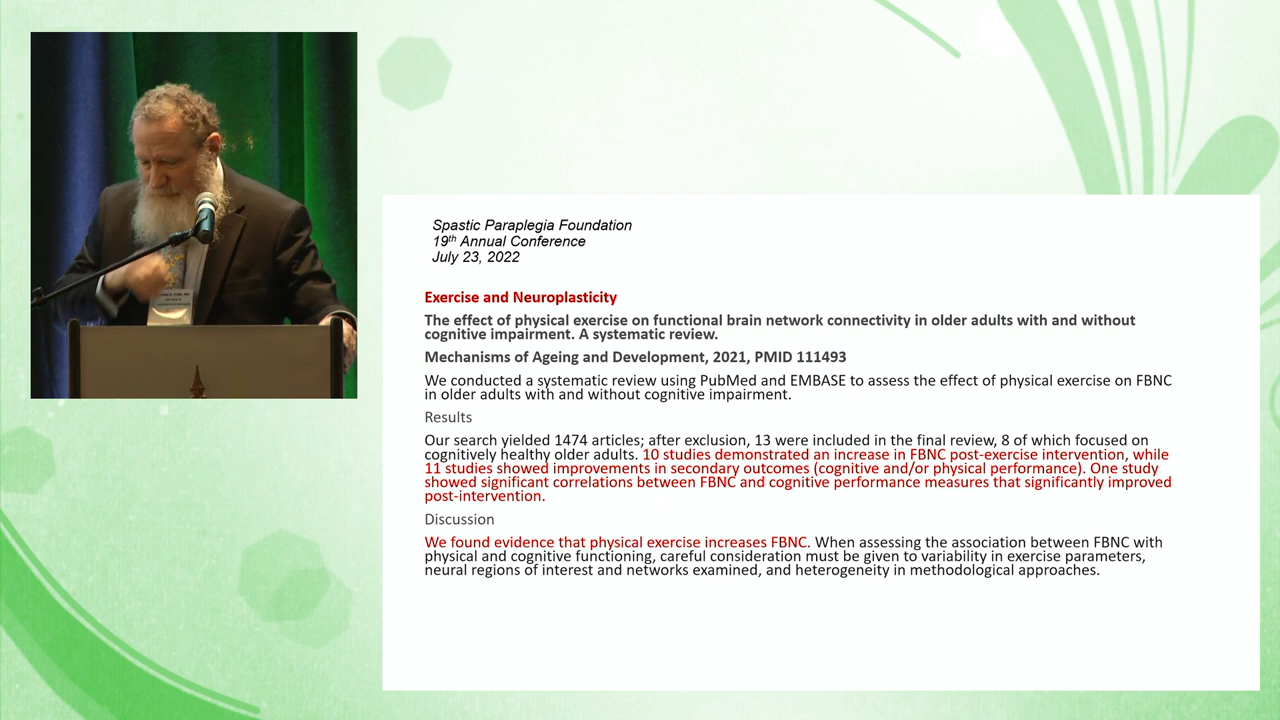 Spastic Paraplegia Foundation
19th Annual Conference
July 23, 2022
Exercise and Neuroplasticity
The effect of physical exercise on functional brain network connectivity in older adults with and without
cognitive impairment. A systematic review.
Mechanisms of Ageing and Development, 2021, PMID 111493
We conducted a systematic review using PubMed and EMBASE to assess the effect of physical exercise on FBNC
in older adults with and without cognitive impairment.
Results
Our search yielded 1474 articles; after exclusion, 13 were included in the final review, 8 of which focused on
cognitively healthy older adults. 10 studies demonstrated an increase in FBNC post-exercise intervention, while
11 studies showed improvements in secondary outcomes (cognitive and/or physical performance). One study
showed significant correlations between FBNC and cognitive performance measures that significantly improved
post-intervention.
Discussion
We found evidence that physical exercise increases FBNC. When assessing the association between FBNC with
physical and cognitive functioning, careful consideration must be given to variability in exercise parameters,
neural regions of interest and networks examined, and heterogeneity in methodological approaches.